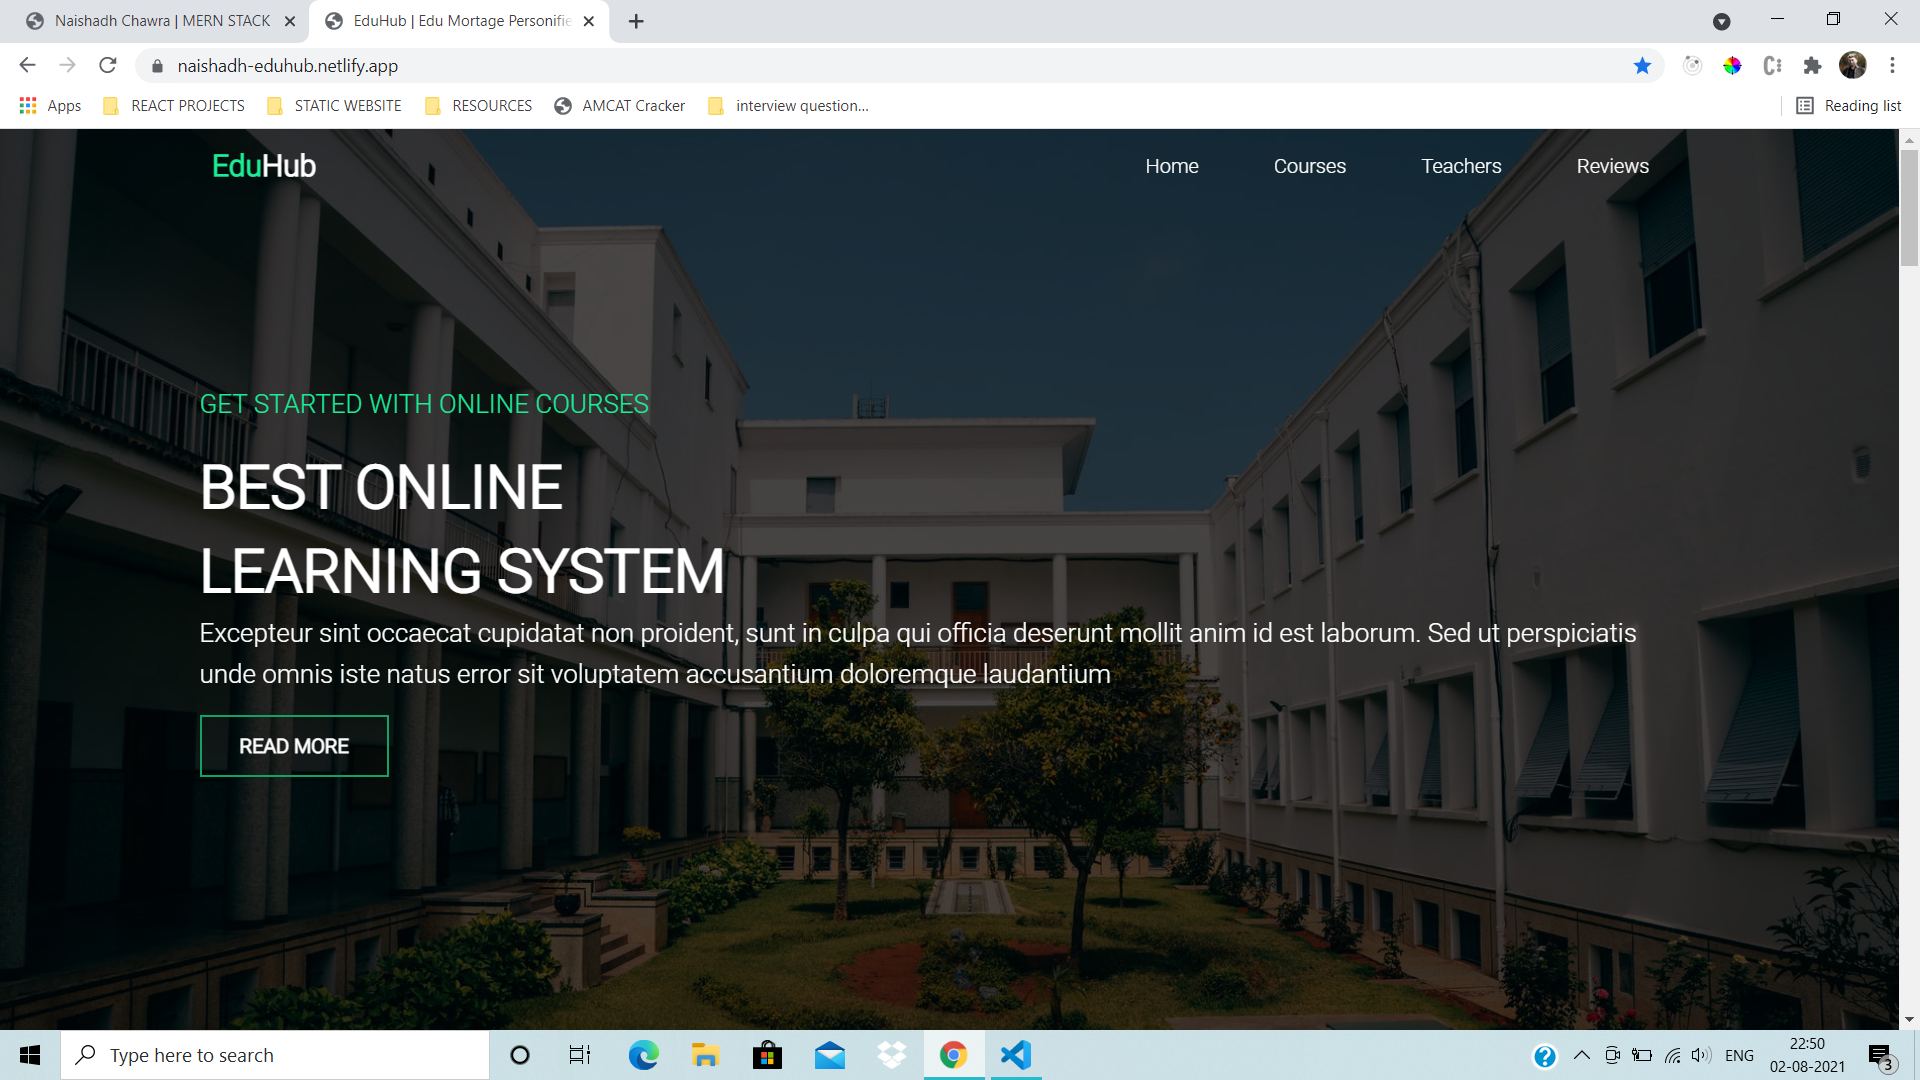 Naishadh Chawra | MERN STACK
EduHub | Edu Mortage Personifie
naishadh-eduhub.netlify.app
Apps
REACT PROJECTS
STATIC WEBSITE
RESOURCES
AMCAT Cracker
interview question...
Reading list
EduHub
Home
Courses
Teachers
Reviews
GET STARTED WITH ONLINE COURSES
BEST ONLINE
LEARNING SYSTEM
Excepteur sint occaecat cupidatat non proident, sunt in culpa qui officia deserunt mollit anim id est laborum. Sed ut perspiciatis
unde omnis iste natus error sit voluptatem accusantium doloremque laudantium
READ MORE
Type here to search
ENG
22:50
02-08-2021
3